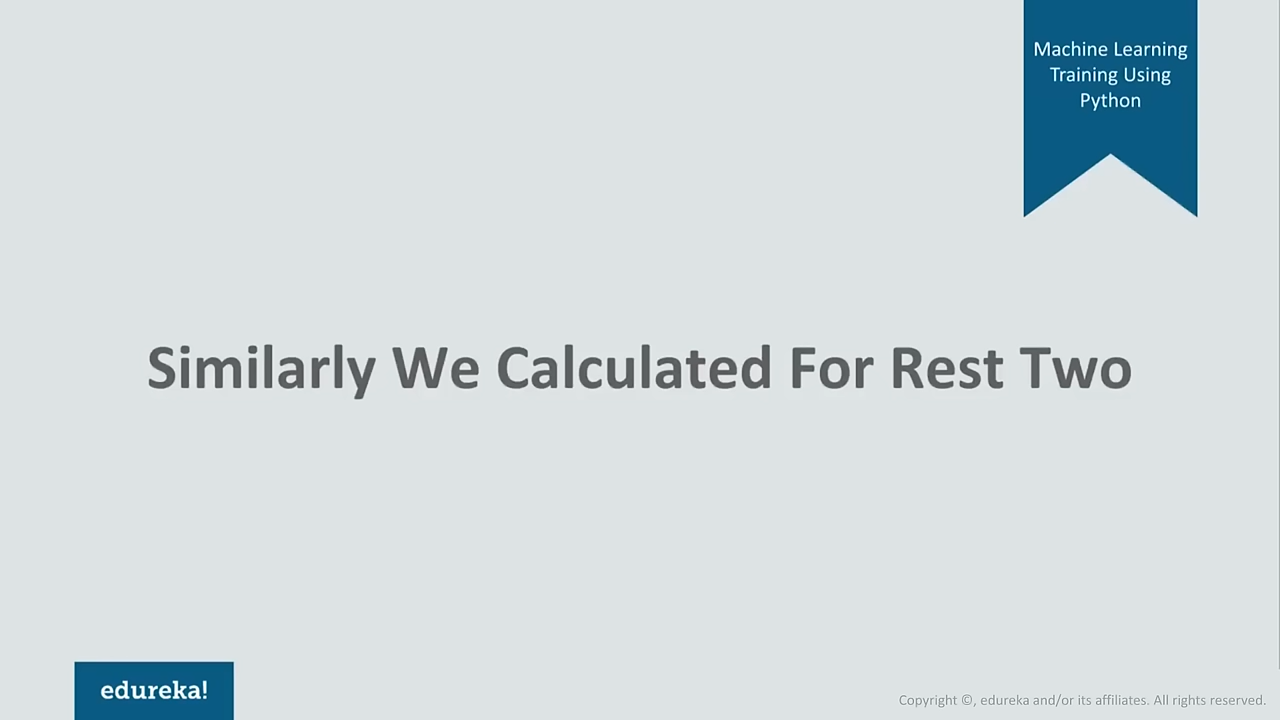 Machine Learning
Training Using
Python
Similarly We Calculated For Rest Two
edureka!
Copyright ©, edureka and/or its affiliates. All rights reserved.